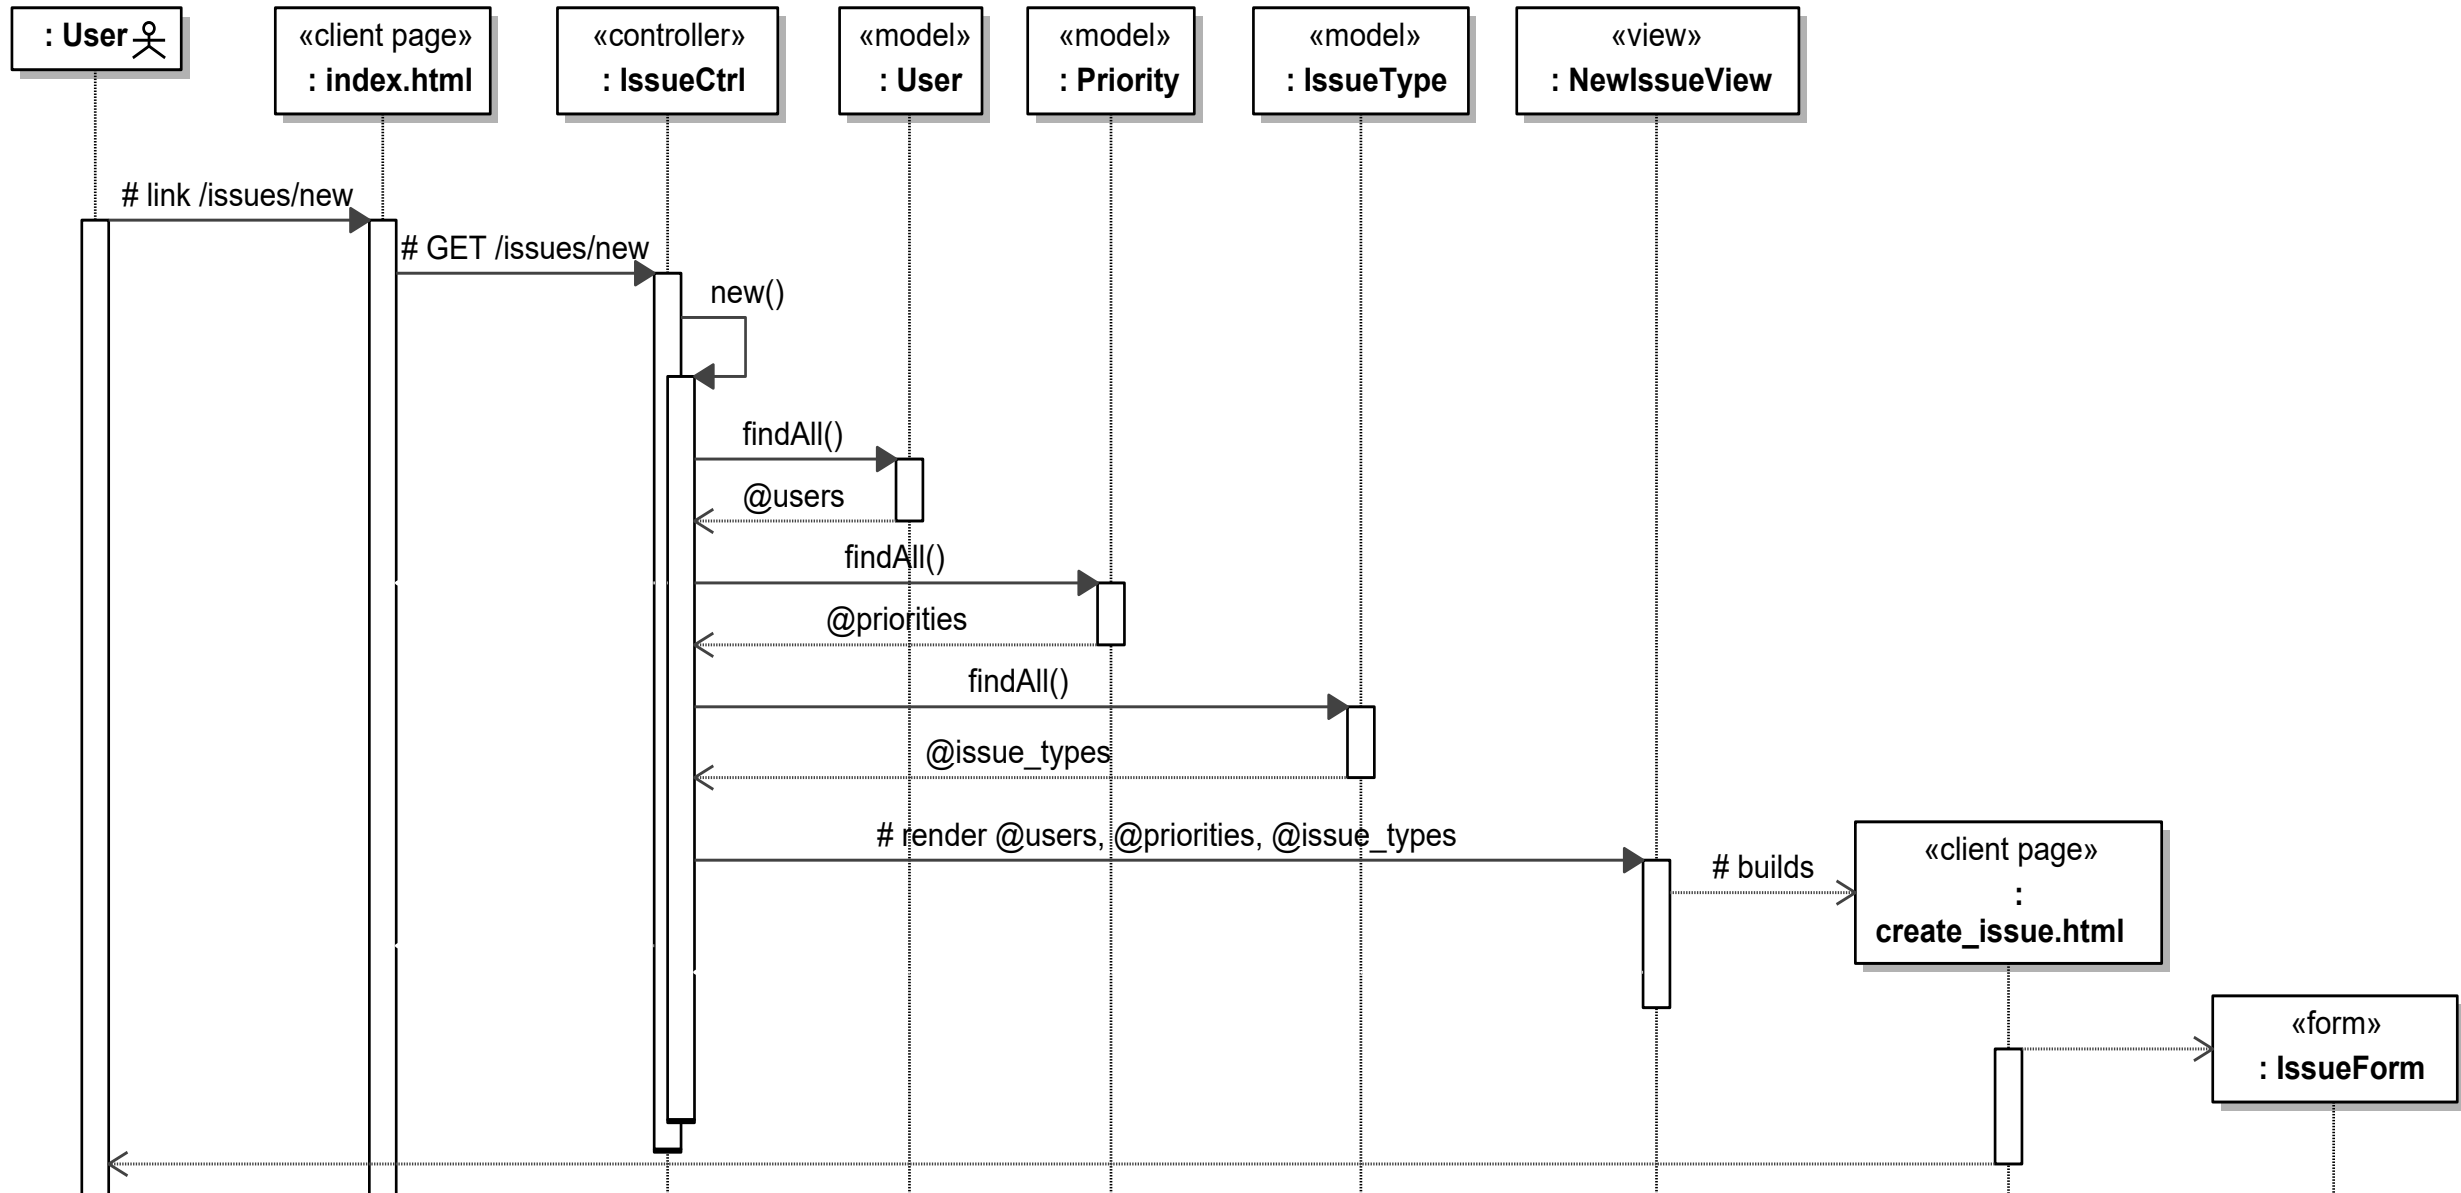 : User
«client page»
: index.html
«controller»
: IssueCtrl
«model»
: User
«model»
: Priority
«model»
: IssueType
«view»
: NewIssueView
# link /issues/new
# GET /issues/new
new()
findAll()
@users
findAll()
@priorities
findAll()
@issue_types
# render @users, @priorities, @issue_types
# builds
«client page»
:
create_issue.html
«form»
: IssueForm